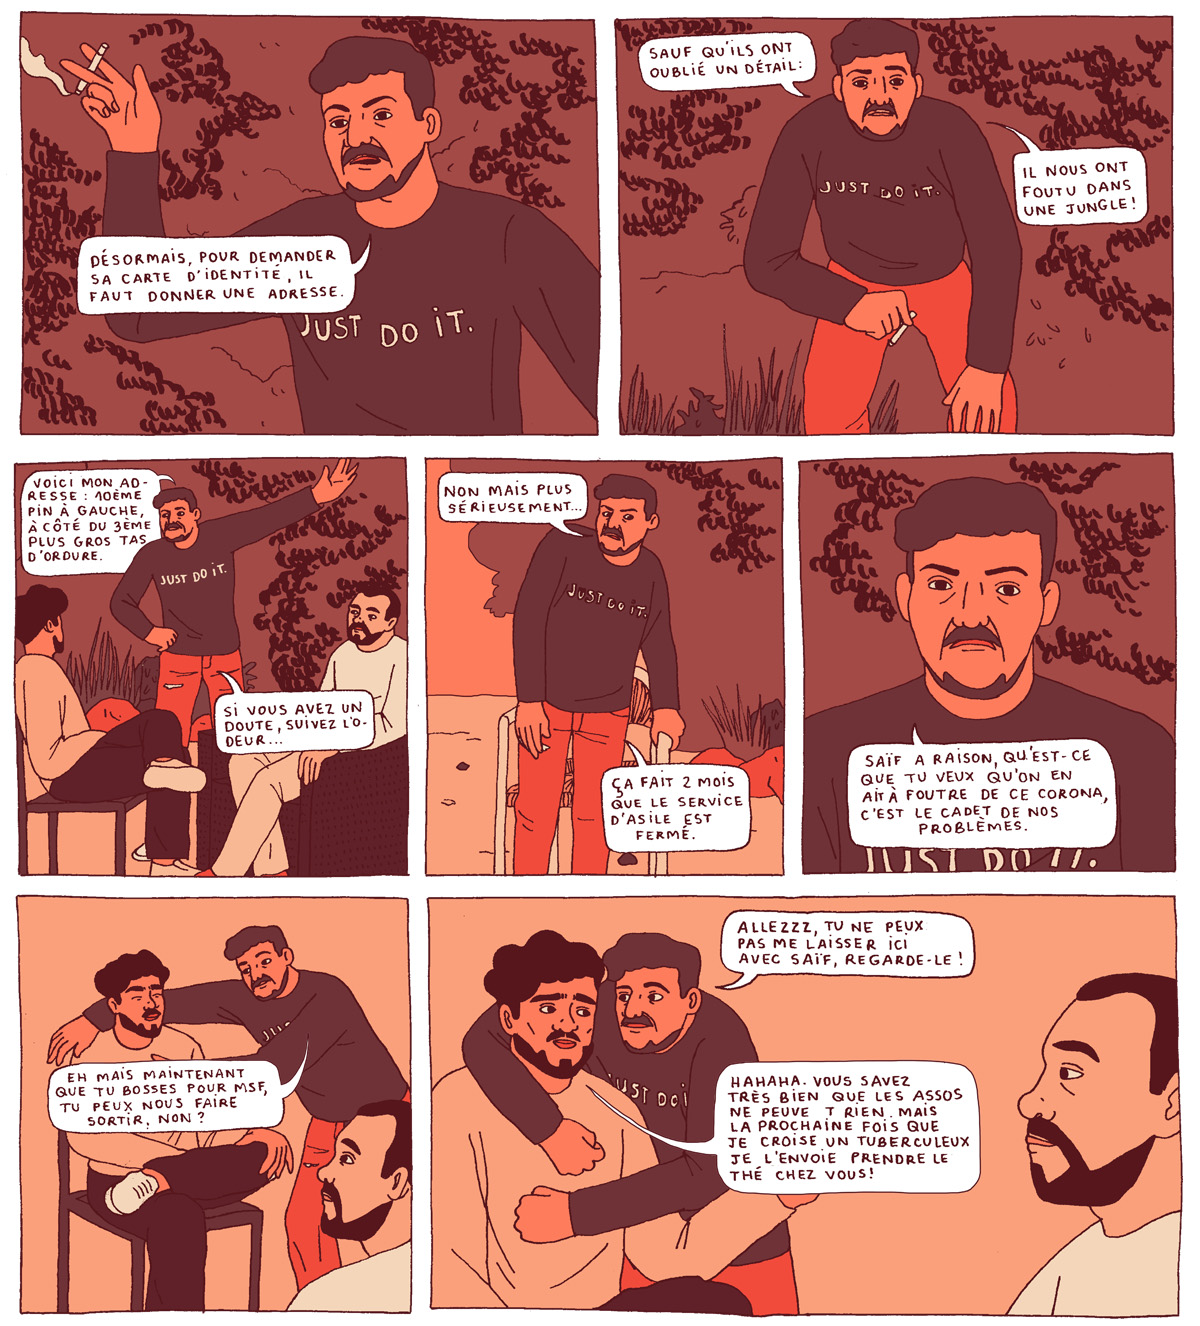 DÉSORMAIS, POUR DEMANDER
SA CARTE D'IDENTITÉ, IL
FAUT DONNER UNE ADRESSE.
JUST DO IT.
SAUF QU'ILS ONT
OUBLIÉ UN DÉTAIL:
IL NOUS ONT
FOUTU DANS
UNE JUNGLE!
JUST DO IT.
VOICI MON AD-
RESSE : 10ÈME
PIN À GAUCHE,
À CÔTÉ DU 3ÈME
PLUS GROS TAS
D'ORDURE.
JUST DO IT.
SI VOUS AVEZ UN
DOUTE, SUIVEZ L'O-
DEUR...
NON MAIS PLUS
SÉRIEUSEMENT...
JUST DO IT.
ÇA FAIT 2 MOIS
QUE LE SERVICE
D'ASILE EST
FERMÉ.
SAÏF A RAISON, QU'EST-CE
QUE TU VEUX QU'ON EN
AIT À FOUTRE DE CE CORONA,
C'EST LE CADET DE NOS
PROBLÈMES.
JUST DO IT.
JUS
EH MAIS MAINTENANT
QUE TU BOSSES POUR MSF,
TU PEUX NOUS FAIRE
SORTIR, NON ?
ALLEZZZ, TU NE PEUX
PAS ME LAISSER ICI
AVEC SAÏF, REGARDE-LE !
JUST DO I
HAHAHA. VOUS SAVEZ
TRÈS BIEN QUE LES ASSOS
NE PEUVE T RIEN. MAIS
LA PROCHAINE FOIS QUE
JE CROISE UN TUBERCULEUX
JE L'ENVOIE PRENDRE LE
THÉ CHEZ VOUS!